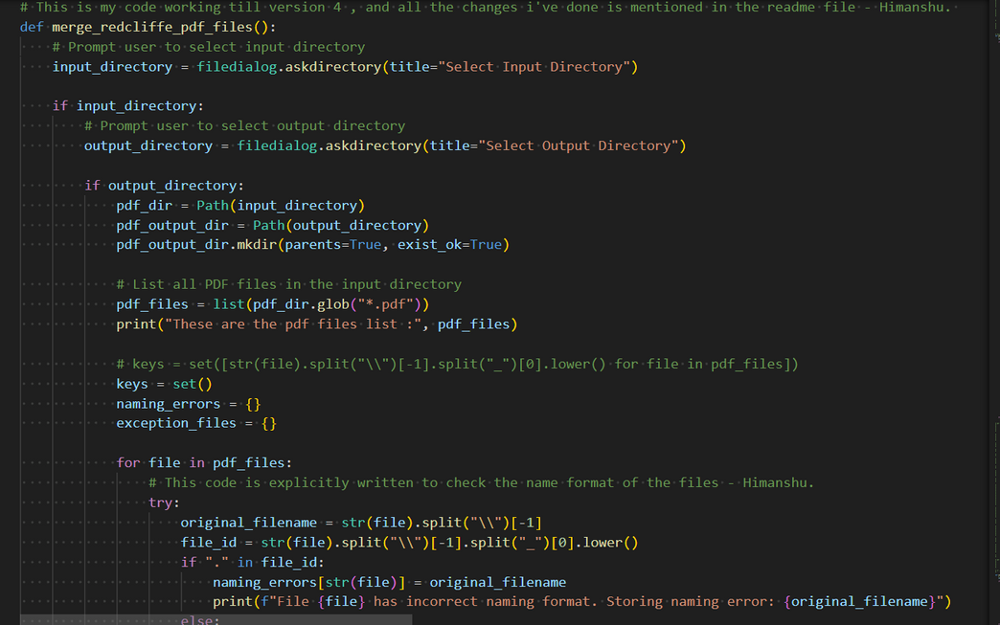 # This is my code working till version 4 , and all the changes i've done is mentioned in the readme file - Himanshu.
def merge_redcliffe_pdf_files():
    # Prompt user to select input directory
    input_directory = filedialog.askdirectory(title="Select Input Directory")
    if input_directory:
        # Prompt user to select output directory
        output_directory = filedialog.askdirectory(title="Select Output Directory")
        if output_directory:
            pdf_dir = Path(input_directory)
            pdf_output_dir = Path(output_directory)
            pdf_output_dir.mkdir(parents=True, exist_ok=True)
            # List all PDF files in the input directory
            pdf_files = list(pdf_dir.glob("*.pdf"))
            print("These are the pdf files list :", pdf_files)
            # keys = set([str(file).split("\\")[-1].split("_")[0].lower() for file in pdf_files])
            keys = set()
            naming_errors = {}
            exception_files = {}
            for file in pdf_files:
                # This code is explicitly written to check the name format of the files - Himanshu.
                try:
                    original_filename = str(file).split("\\")[-1]
                    file_id = str(file).split("\\")[-1].split("_")[0].lower()
                    if "." in file_id:
                        naming_errors[str(file)] = original_filename
                        print(f"File {file} has incorrect naming format. Storing naming error: {original_filename}")
                    else: